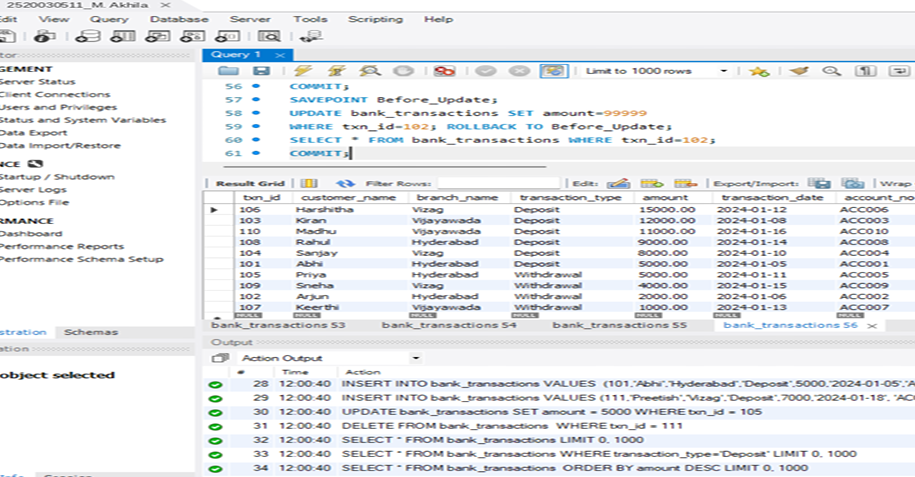 2520030511_M. Akhila ×
Edit View Query Database Server Tools Scripting Help
Query 1 ×
Limit to 1000 rows
56 COMMIT;
57 SAVEPOINT Before_Update;
58 UPDATE bank_transactions SET amount=99999
59 WHERE txn_id=102; ROLLBACK TO Before_Update;
60 SELECT * FROM bank_transactions WHERE txn_id=102;
61 COMMIT;
GEMENT
Server Status
Client Connections
Users and Privileges
Status and System Variables
Data Export
Data Import/Restore
NCE
Startup / Shutdown
Server Logs
Options File
RMANCE
Dashboard
Performance Reports
Performance Schema Setup
stration Schemas
ation
object selected
Result Grid Filter Rows: Edit: Export/Import: Wrap
txn_id customer_name branch_name transaction_type amount transaction_date account_no
106 Harshitha Vizag Deposit 15000.00 2024-01-12 ACC006
103 Kiran Vijayawada Deposit 12000.00 2024-01-08 ACC003
110 Madhu Vijayawada Deposit 11000.00 2024-01-16 ACC010
108 Rahul Hyderabad Deposit 9000.00 2024-01-14 ACC008
104 Sanjay Vizag Deposit 8000.00 2024-01-10 ACC004
101 Abhi Hyderabad Deposit 5000.00 2024-01-05 ACC001
105 Priya Hyderabad Withdrawal 5000.00 2024-01-11 ACC005
109 Sneha Vizag Withdrawal 4000.00 2024-01-15 ACC009
102 Arjun Hyderabad Withdrawal 2000.00 2024-01-06 ACC002
107 Keerthi Vijayawada Withdrawal 1000.00 2024-01-13 ACC007
NULL NULL NULL NULL NULL NULL NULL
bank_transactions 53 bank_transactions 54 bank_transactions 55 bank_transactions 56 ×
Output
Action Output
# Time Action
28 12:00:40 INSERT INTO bank_transactions VALUES (101,'Abhi','Hyderabad','Deposit',5000,'2024-01-05','A
29 12:00:40 INSERT INTO bank_transactions VALUES (111,'Preetish','Vizag','Deposit',7000,'2024-01-18', 'AC
30 12:00:40 UPDATE bank_transactions SET amount = 5000 WHERE txn_id = 105
31 12:00:40 DELETE FROM bank_transactions WHERE txn_id = 111
32 12:00:40 SELECT * FROM bank_transactions LIMIT 0, 1000
33 12:00:40 SELECT * FROM bank_transactions WHERE transaction_type='Deposit' LIMIT 0, 1000
34 12:00:40 SELECT * FROM bank_transactions ORDER BY amount DESC LIMIT 0, 1000